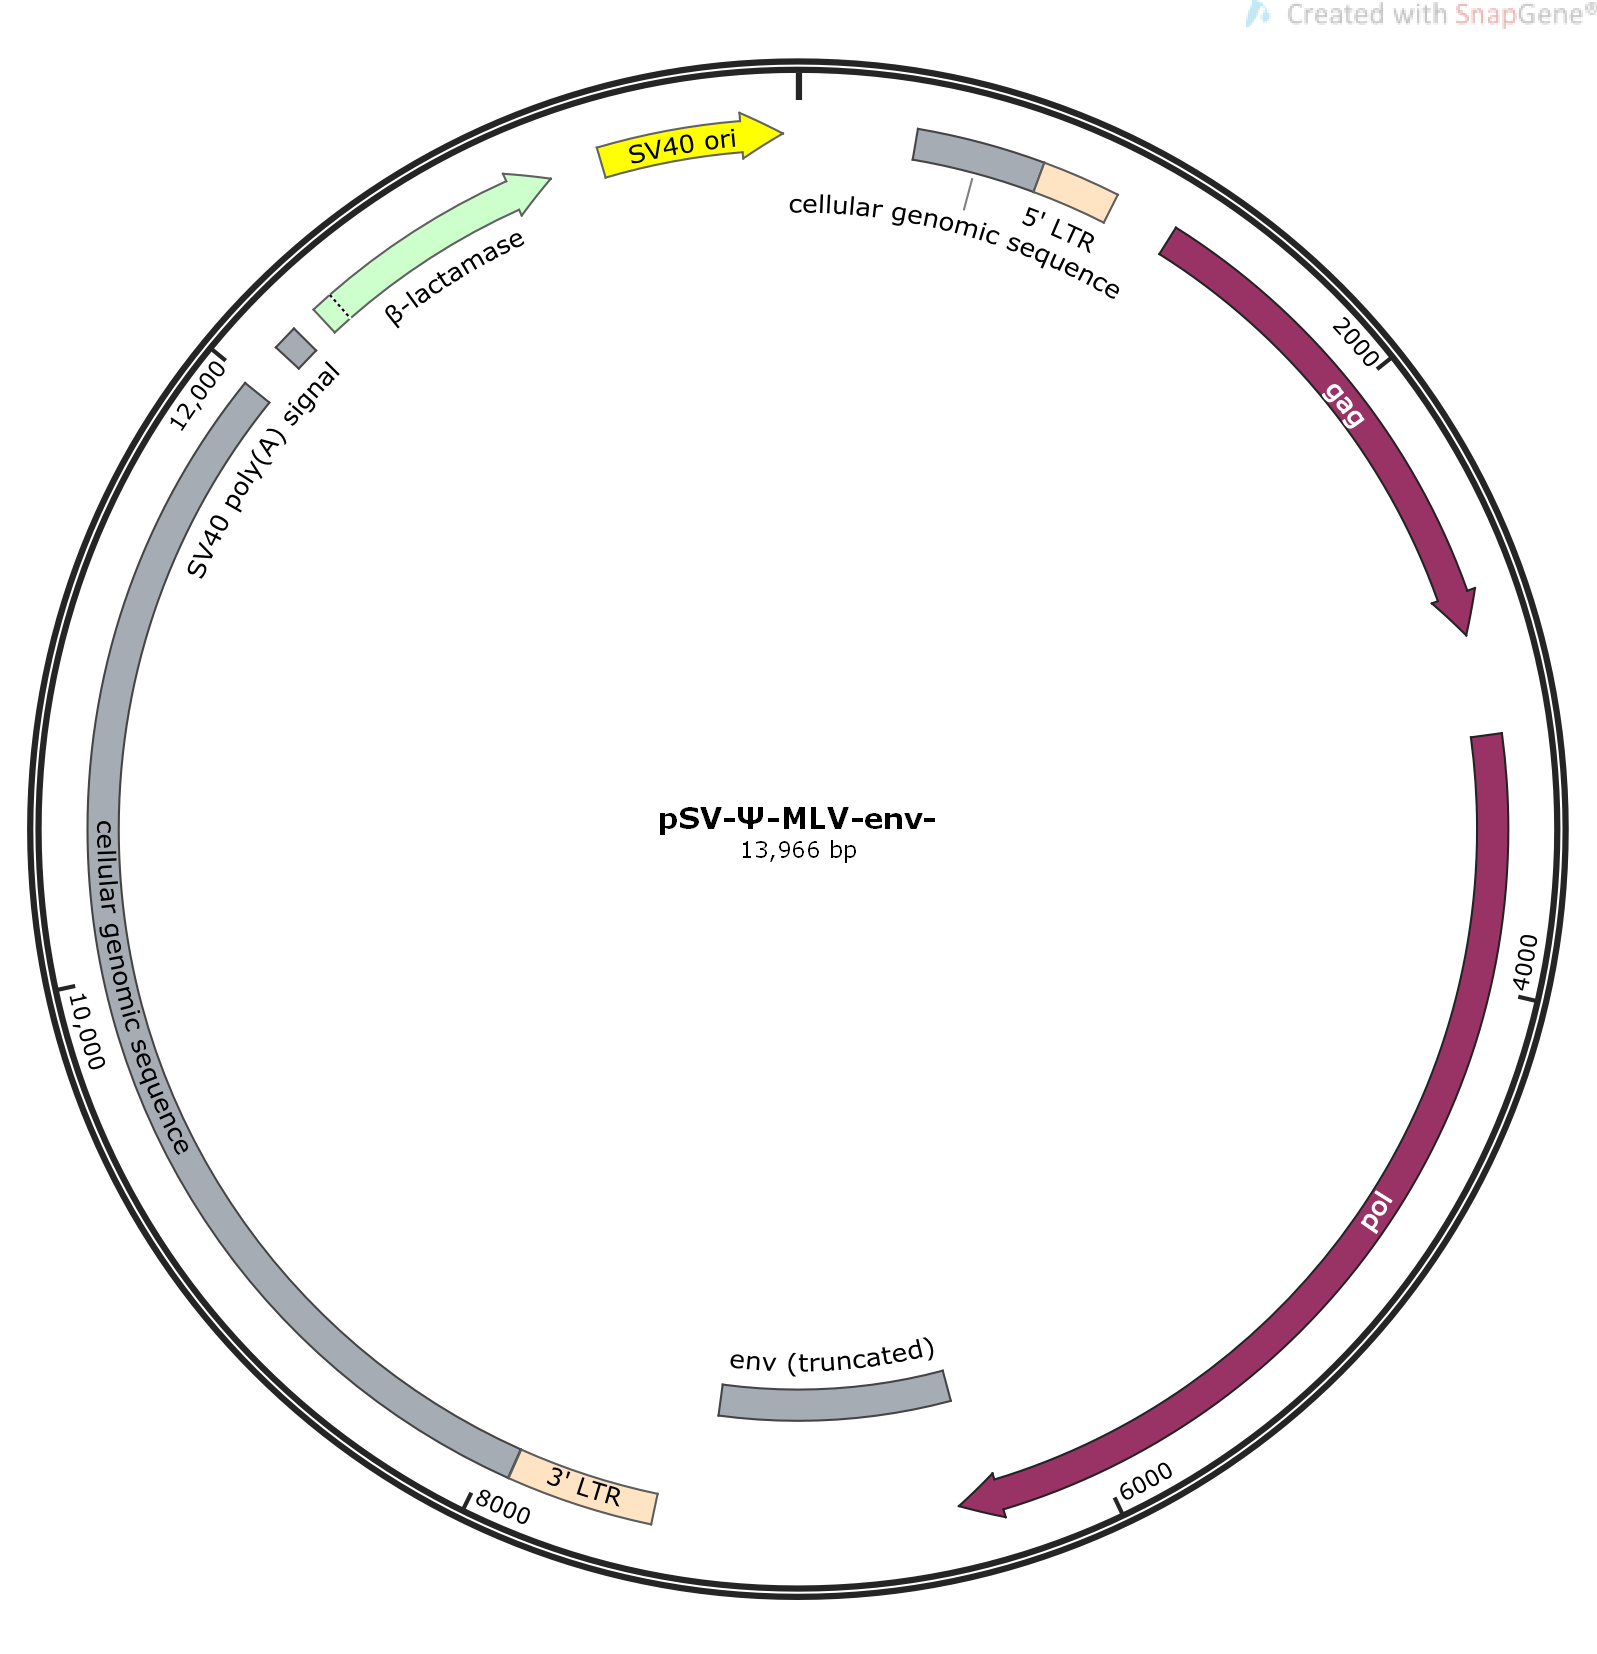 Created with SnapGene®
SV40 ori
cellular genomic sequence
5' LTR
β-lactamase
2000
gag
12,000
SV40 poly(A) signal
pSV-Ψ-MLV-env-
13,966 bp
cellular genomic sequence
4000
10,000
pol
env (truncated)
3' LTR
6000
8000